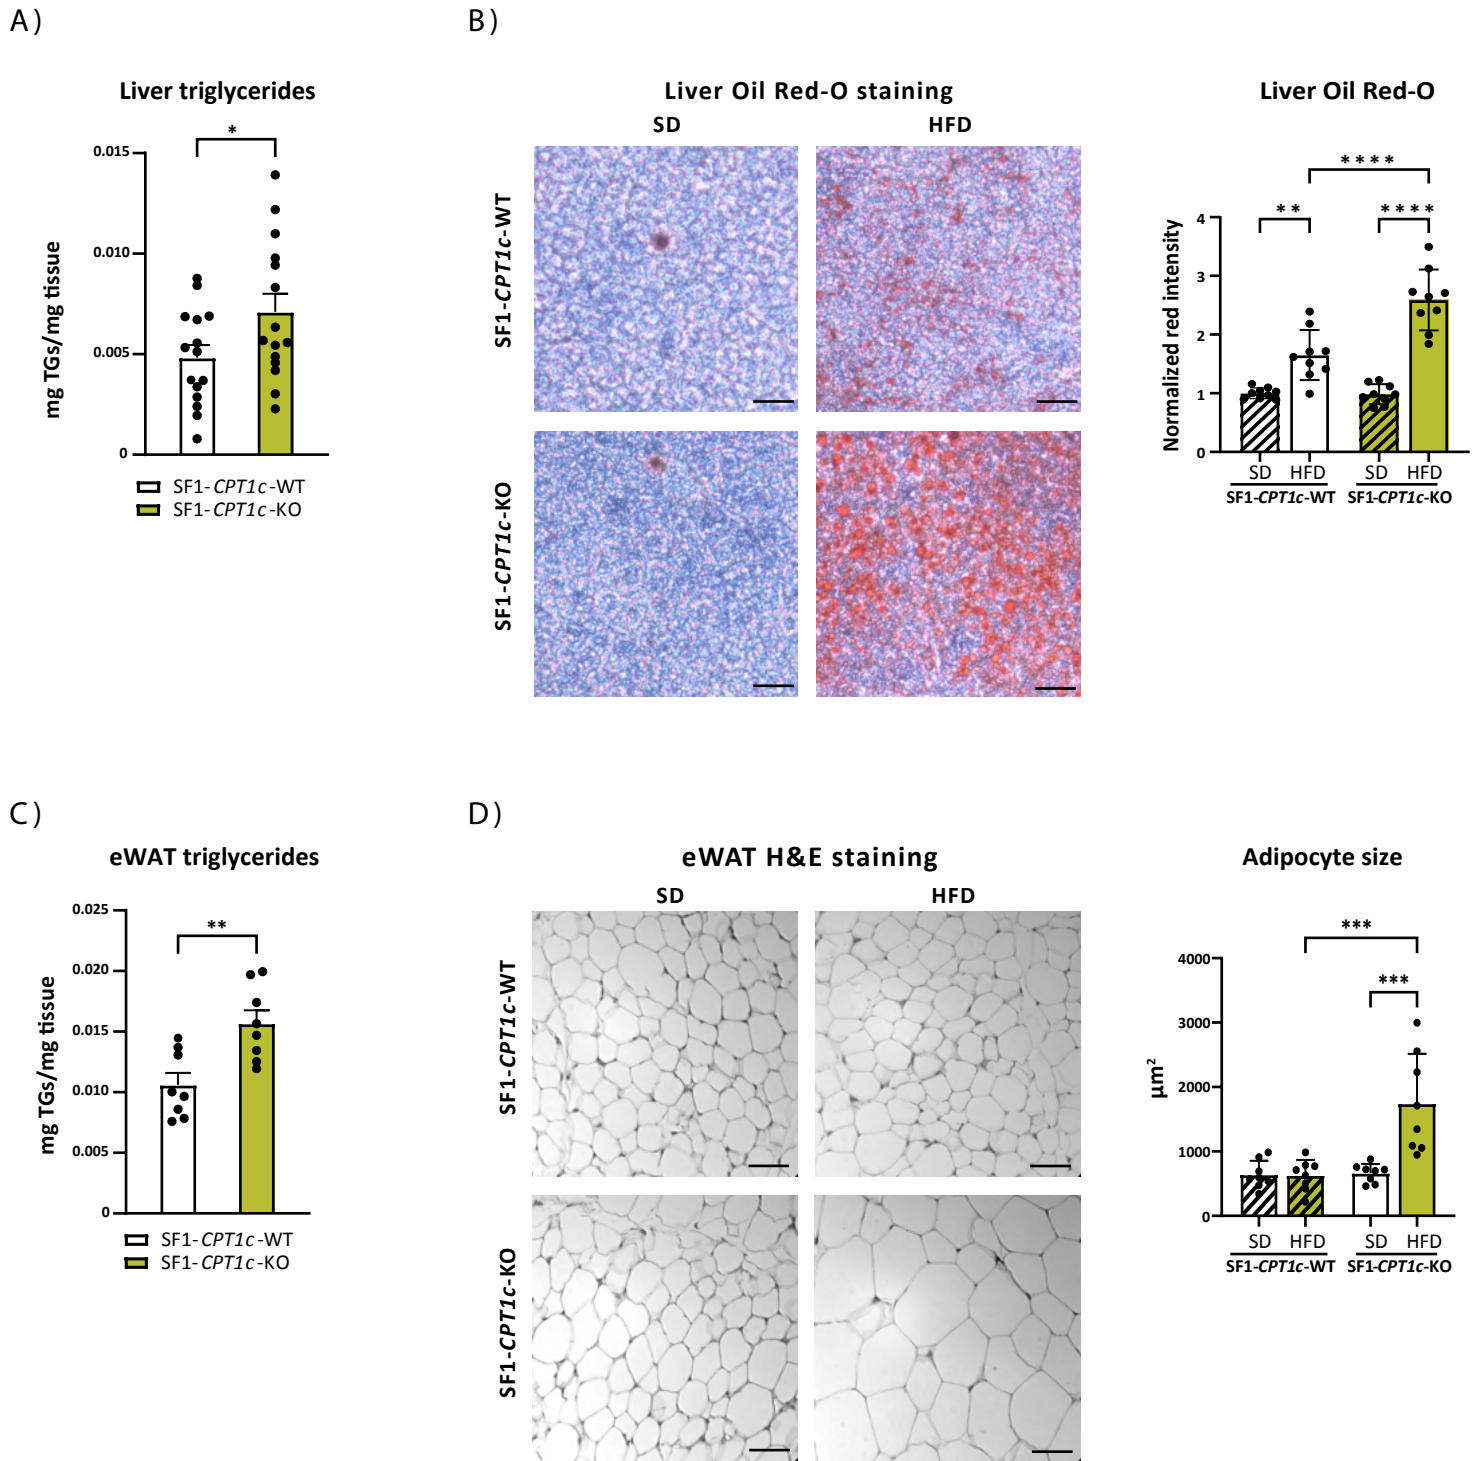 A)
Liver triglycerides
*
0.015
0.010
0.005
0
mg TGs/mg tissue
SF1-CPT1c-WT
SF1-CPT1c-KO
B)
Liver Oil Red-O staining
SD HFD
SF1-CPT1c-WT
SF1-CPT1c-KO
Liver Oil Red-O
****
** ****
4
3
2
1
0
Normalized red intensity
SD HFD SD HFD
SF1-CPT1c-WT SF1-CPT1c-KO
C)
eWAT triglycerides
**
0.025
0.020
0.015
0.010
0.005
0
mg TGs/mg tissue
SF1-CPT1c-WT
SF1-CPT1c-KO
D)
eWAT H&E staining
SD HFD
SF1-CPT1c-WT
SF1-CPT1c-KO
Adipocyte size
***
***
4000
3000
2000
1000
0
µm²
SD HFD SD HFD
SF1-CPT1c-WT SF1-CPT1c-KO